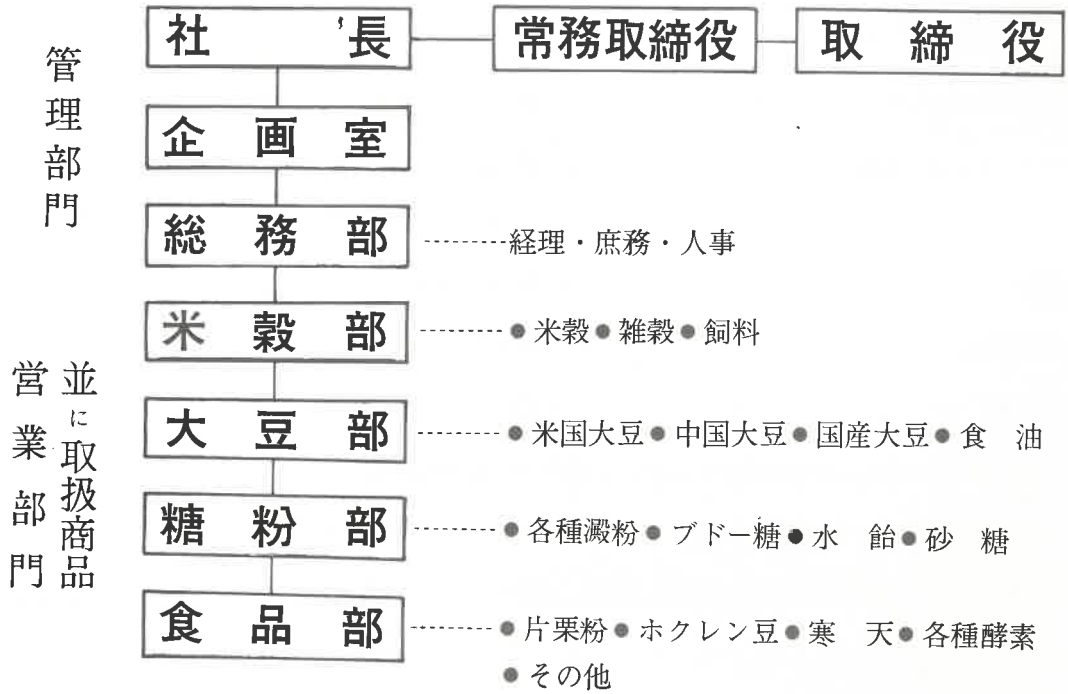 管理部門
社長 常務取締役 取締役
企画室
総務部 経理・庶務・人事
営業部門
並に取扱商品
米穀部 ●米穀●雑穀●飼料
大豆部 ●米国大豆●中国大豆●国産大豆●食油
糖粉部 ●各種澱粉●ブドー糖●水飴●砂糖
食品部 ●片栗粉●ホクレン豆●寒天●各種酵素
●その他